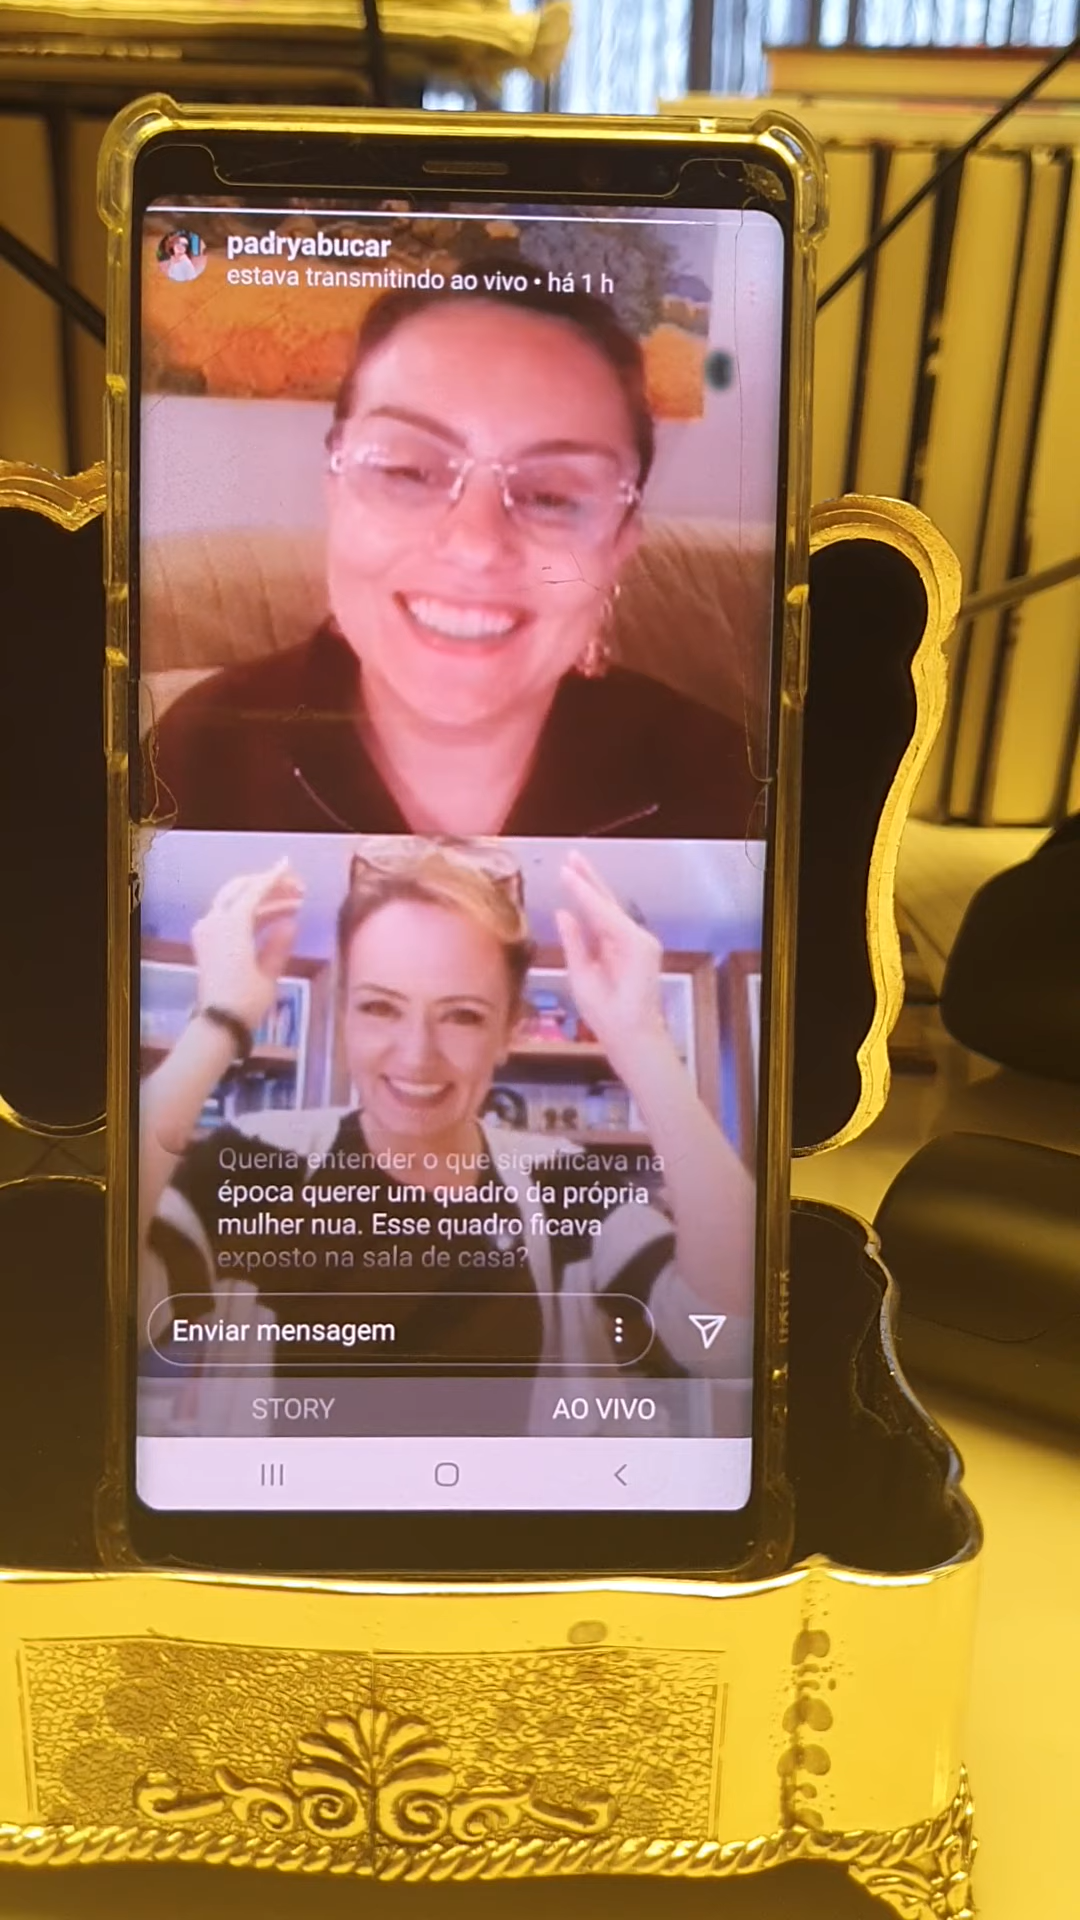 padryabucar
estava transmitindo ao vivo • há 1 h
Queria entender o que significava na
época querer um quadro da própria
mulher nua. Esse quadro ficava
exposto na sala de casa?
Enviar mensagem
STORY
AO VIVO